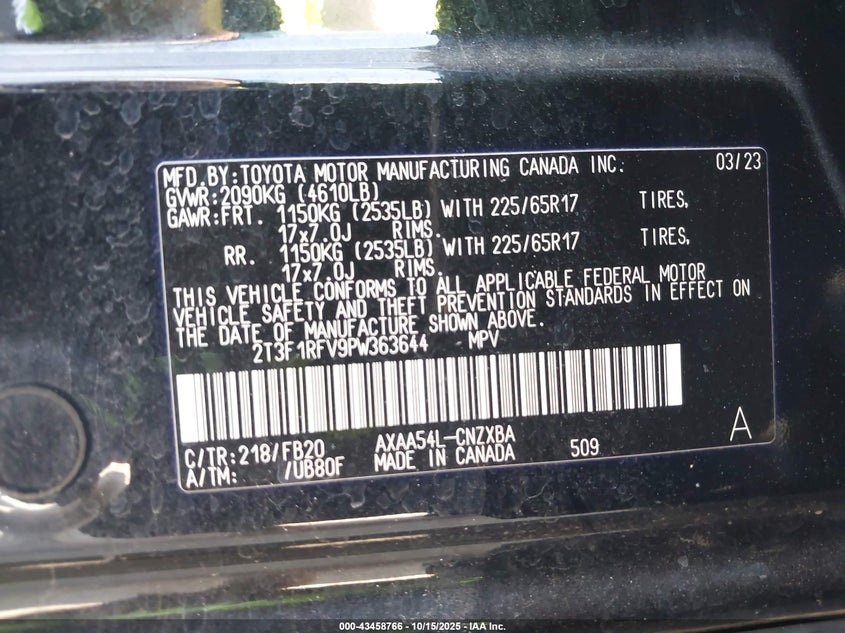 MFD.BY:TOYOTA MOTOR MANUFACTURING CANADA INC. 03/23
GVWR:2090KG (4610LB)
GAWR:FRT. 1150KG (2535LB) WITH 225/65R17 TIRES,
17x7.0J RIMS.
RR. 1150KG (2535LB) WITH 225/65R17 TIRES,
17x7.0J RIMS.
THIS VEHICLE CONFORMS TO ALL APPLICABLE FEDERAL MOTOR
VEHICLE SAFETY AND THEFT PREVENTION STANDARDS IN EFFECT ON
THE DATE OF MANUFACTURE SHOWN ABOVE.
2T3F1RFV9PW363644 MPV
C/TR:218/FB20 AXAA54L-CNZXBA 509 A
A/TM: /UB80F MADE IN CANADA
000-43458766 - 10/15/2025 - IAA Inc.